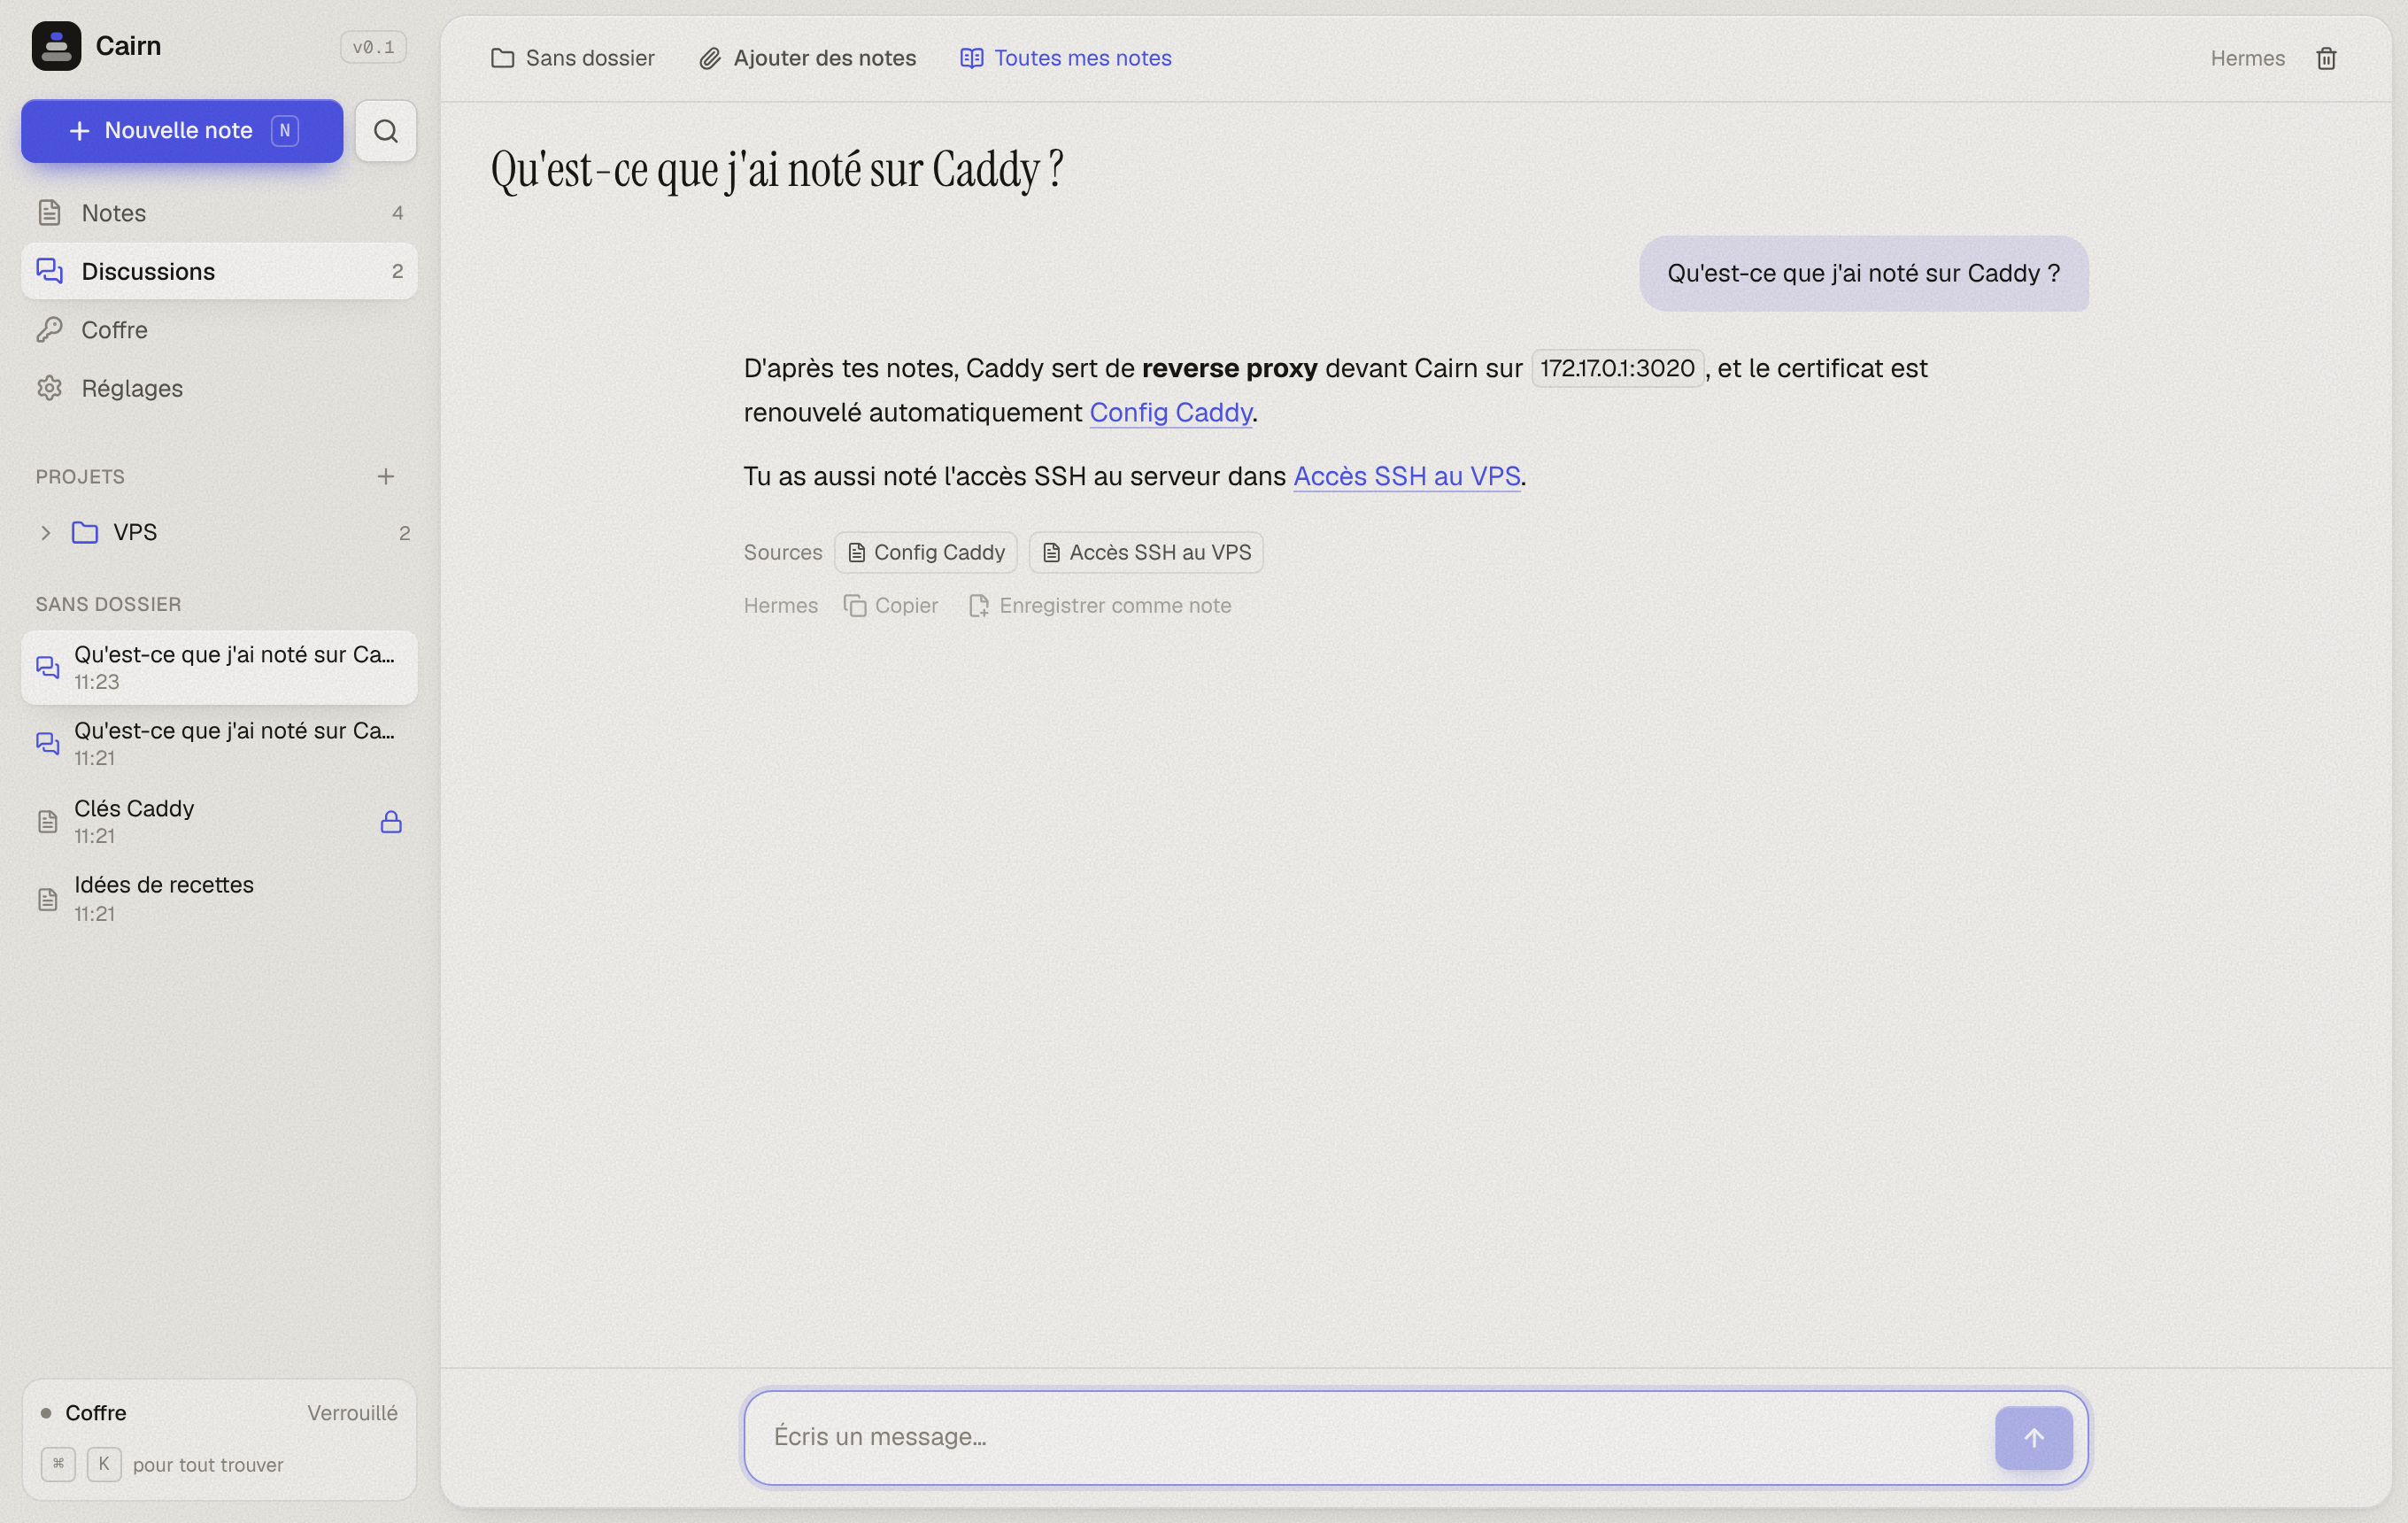 Cairn
v0.1
Nouvelle note N
Notes 4
Discussions 2
Coffre
Réglages
PROJETS
VPS 2
SANS DOSSIER
Qu'est-ce que j'ai noté sur Ca…
11:23
Qu'est-ce que j'ai noté sur Ca…
11:21
Clés Caddy
11:21
Idées de recettes
11:21
Coffre Verrouillé
⌘ K pour tout trouver
Sans dossier Ajouter des notes Toutes mes notes Hermes
Qu'est-ce que j'ai noté sur Caddy ?
Qu'est-ce que j'ai noté sur Caddy ?
D'après tes notes, Caddy sert de reverse proxy devant Cairn sur 172.17.0.1:3020, et le certificat est
renouvelé automatiquement Config Caddy.
Tu as aussi noté l'accès SSH au serveur dans Accès SSH au VPS.
Sources Config Caddy Accès SSH au VPS
Hermes Copier Enregistrer comme note
Écris un message…